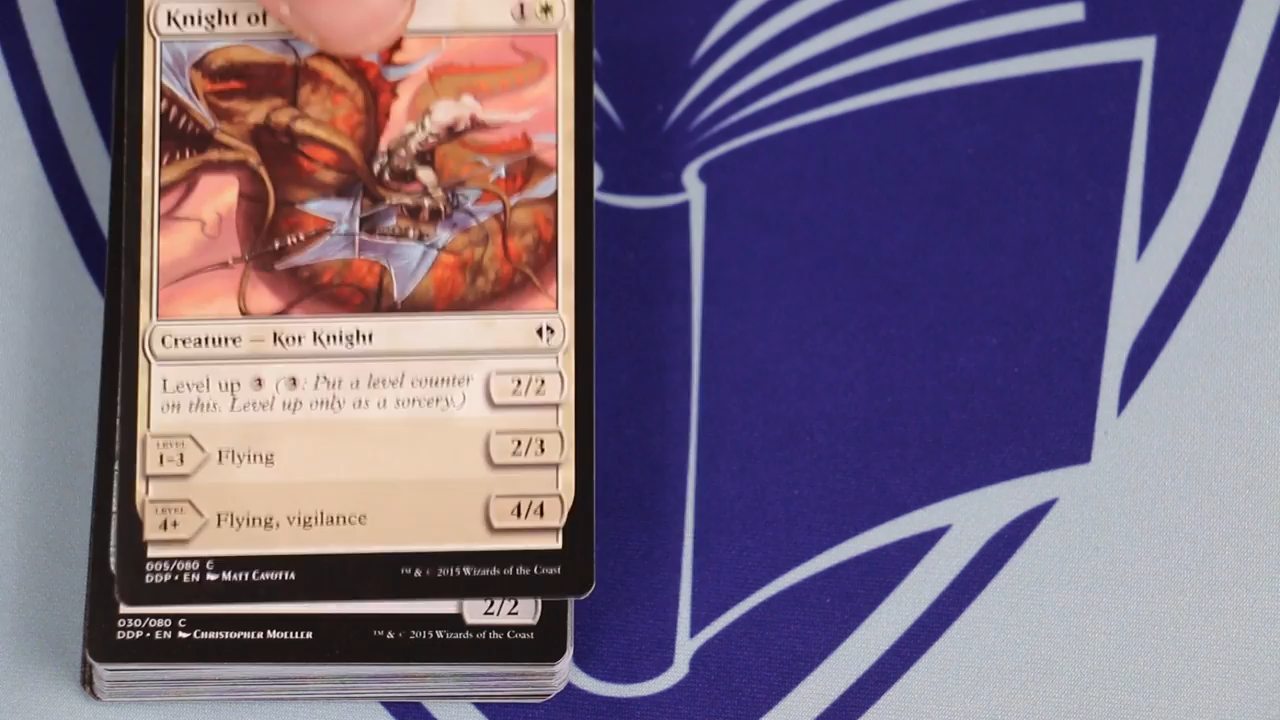 Knight of
1
Creature — Kor Knight
Level up 3 (3: Put a level counter
on this. Level up only as a sorcery.)
2/2
LEVEL
1-3
Flying
2/3
LEVEL
4+
Flying, vigilance
4/4
005/080 C
DDP • EN Matt Cavotta
™ & © 2015 Wizards of the Coast
2/2
030/080 C
DDP • EN Christopher Moeller
™ & © 2015 Wizards of the Coast